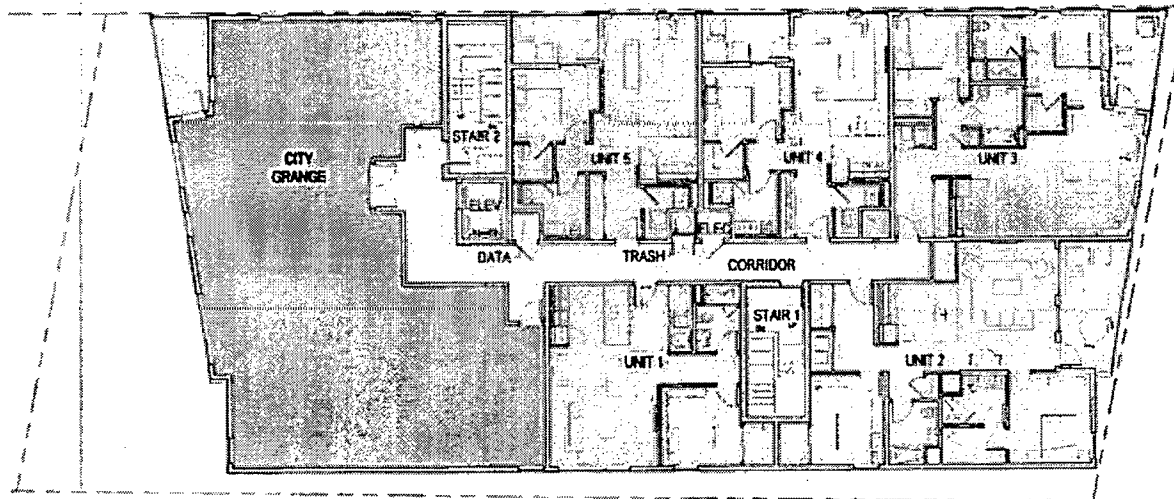 STAIR 2
CITY
GRANGE
UNIT 5
UNIT 4
UNIT 3
ELEV
ELEC
DATA
TRASH
CORRIDOR
STAIR 1
UNIT 1
UNIT 2